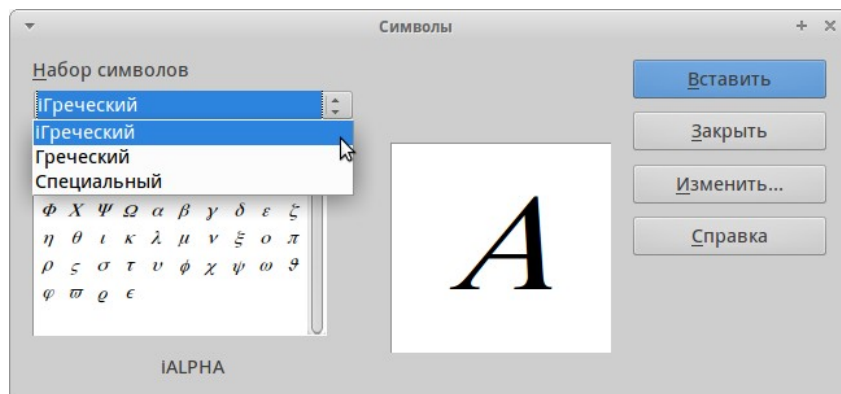 Символы
Набор символов
iГреческий
iГреческий
Греческий
Специальный
Φ Χ Ψ Ω α β γ δ ε ζ
η θ ι κ λ μ ν ξ ο π
ρ ς σ τ υ ϕ χ ψ ω ϑ
φ ϖ ϱ ϵ
iALPHA
Α
Вставить
Закрыть
Изменить...
Справка